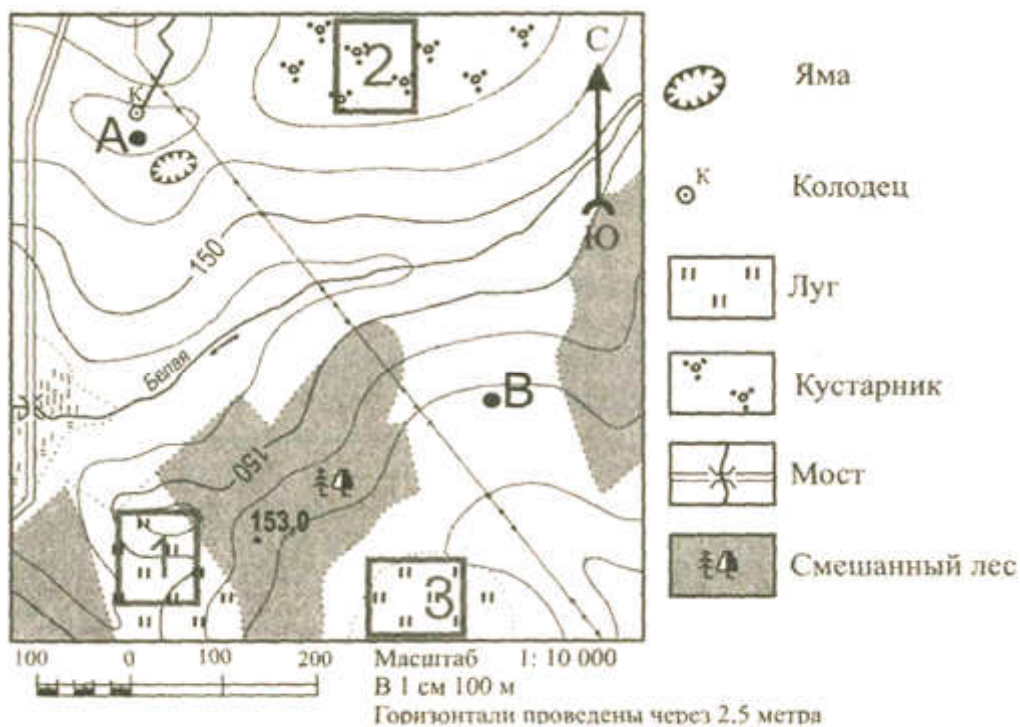 К
А
2
С
Ю
150
Белая
В
150
153,0
1
3
Яма
К
Колодец
Луг
Кустарник
Мост
Смешанный лес
100 0 100 200
Масштаб 1: 10 000
В 1 см 100 м
Горизонтали проведены через 2,5 метра